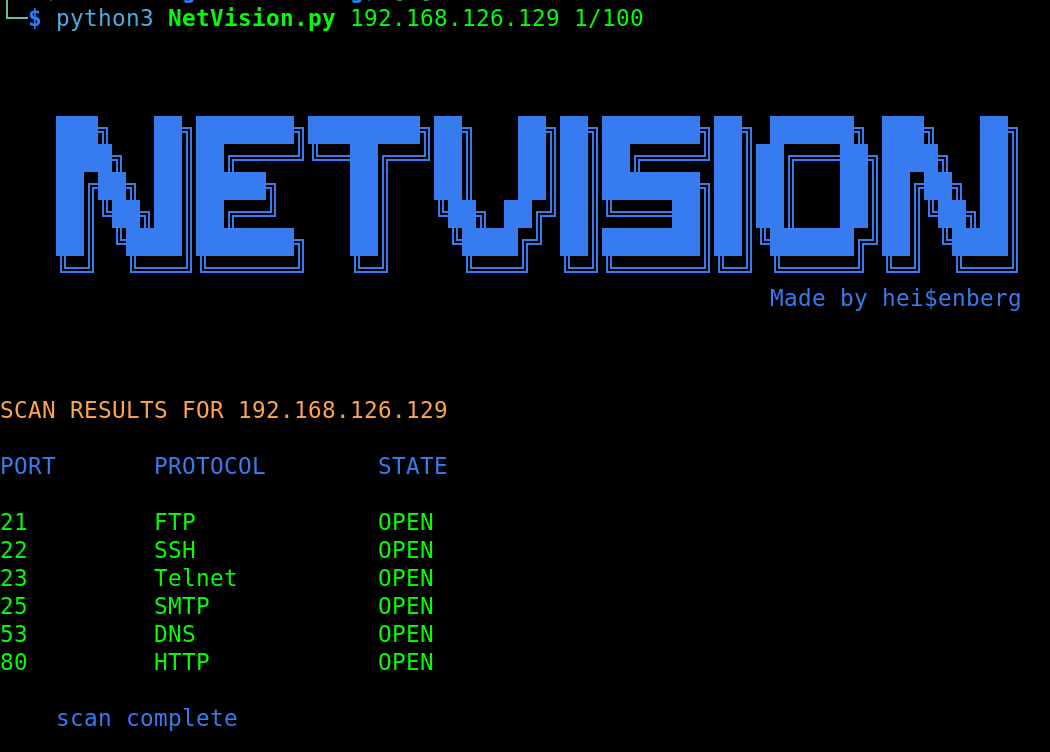 $ python3 NetVision.py 192.168.126.129 1/100
NETVISION
Made by hei$enberg
SCAN RESULTS FOR 192.168.126.129
PORT PROTOCOL STATE
21 FTP OPEN
22 SSH OPEN
23 Telnet OPEN
25 SMTP OPEN
53 DNS OPEN
80 HTTP OPEN
scan complete